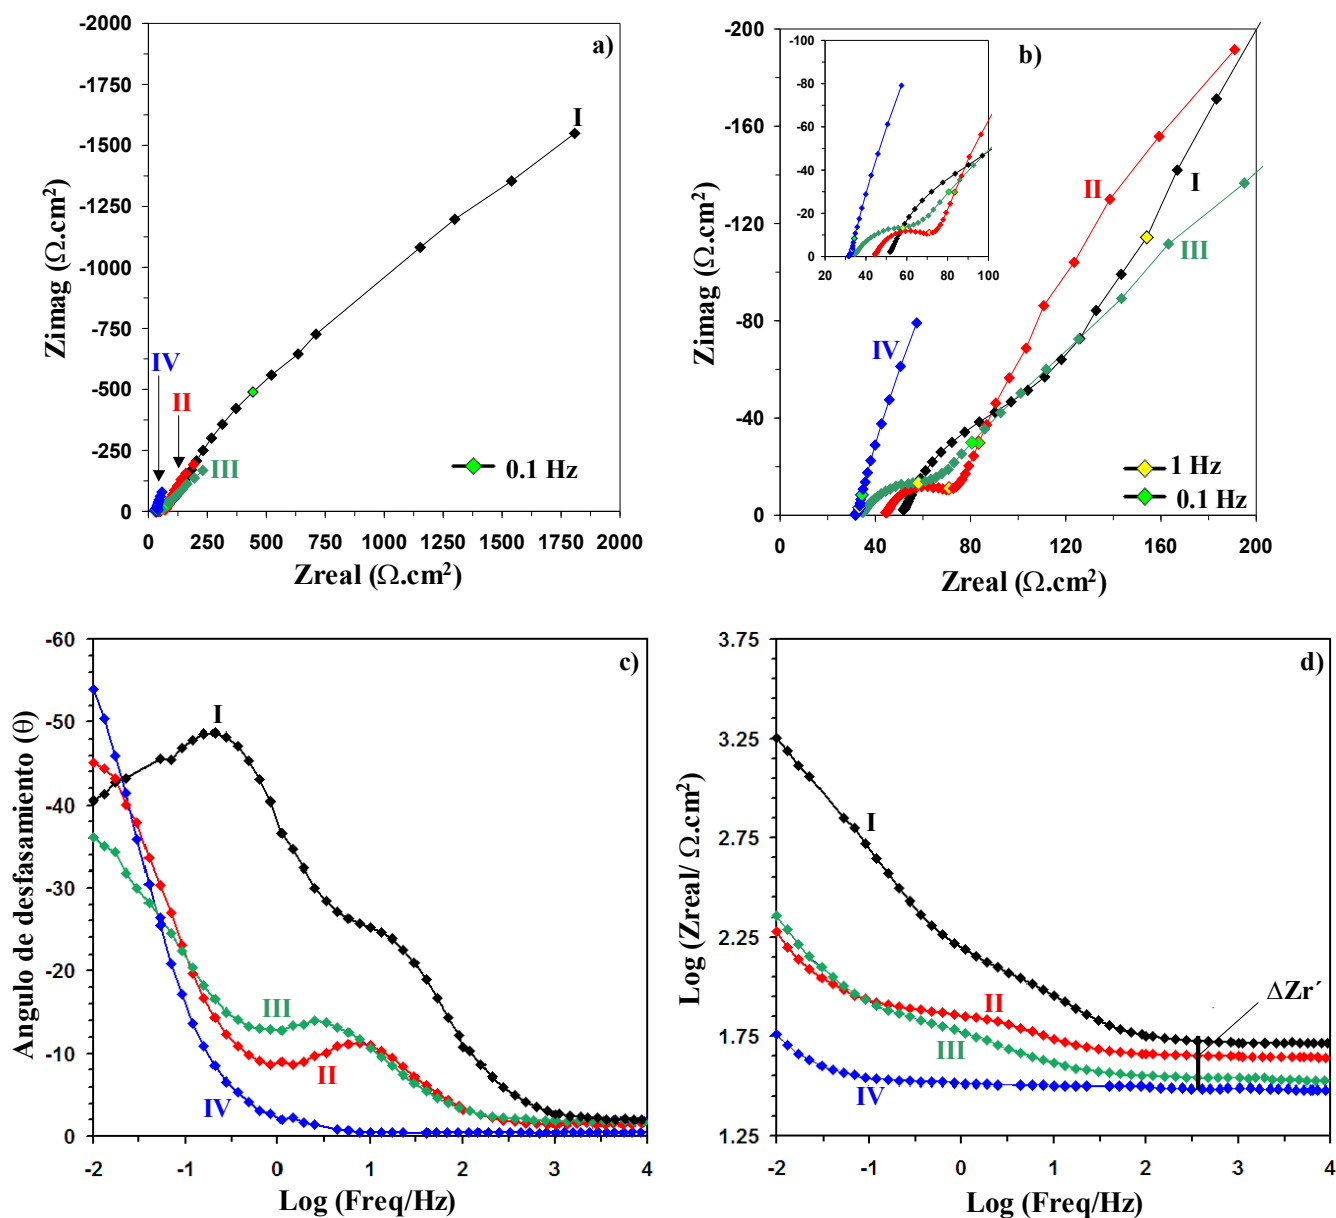 a)
Zimag (Ω.cm²)
-2000
-1750
-1500
-1250
-1000
-750
-500
-250
0
I
IV
II
III
0.1 Hz
0 250 500 750 1000 1250 1500 1750 2000
Zreal (Ω.cm²)
b)
Zimag (Ω.cm²)
-200
-160
-120
-80
-40
0
-100
-80
-60
-40
-20
0
20 40 60 80 100
II
I
III
IV
1 Hz
0.1 Hz
0 40 80 120 160 200
Zreal (Ω.cm²)
c)
Angulo de desfasamiento (θ)
-60
-50
-40
-30
-20
-10
0
I
III
II
IV
-2 -1 0 1 2 3 4
Log (Freq/Hz)
d)
Log (Zreal/ Ω.cm²)
3.75
3.25
2.75
2.25
1.75
1.25
I
II
III
IV
ΔZr´
-2 -1 0 1 2 3 4
Log (Freq/Hz)